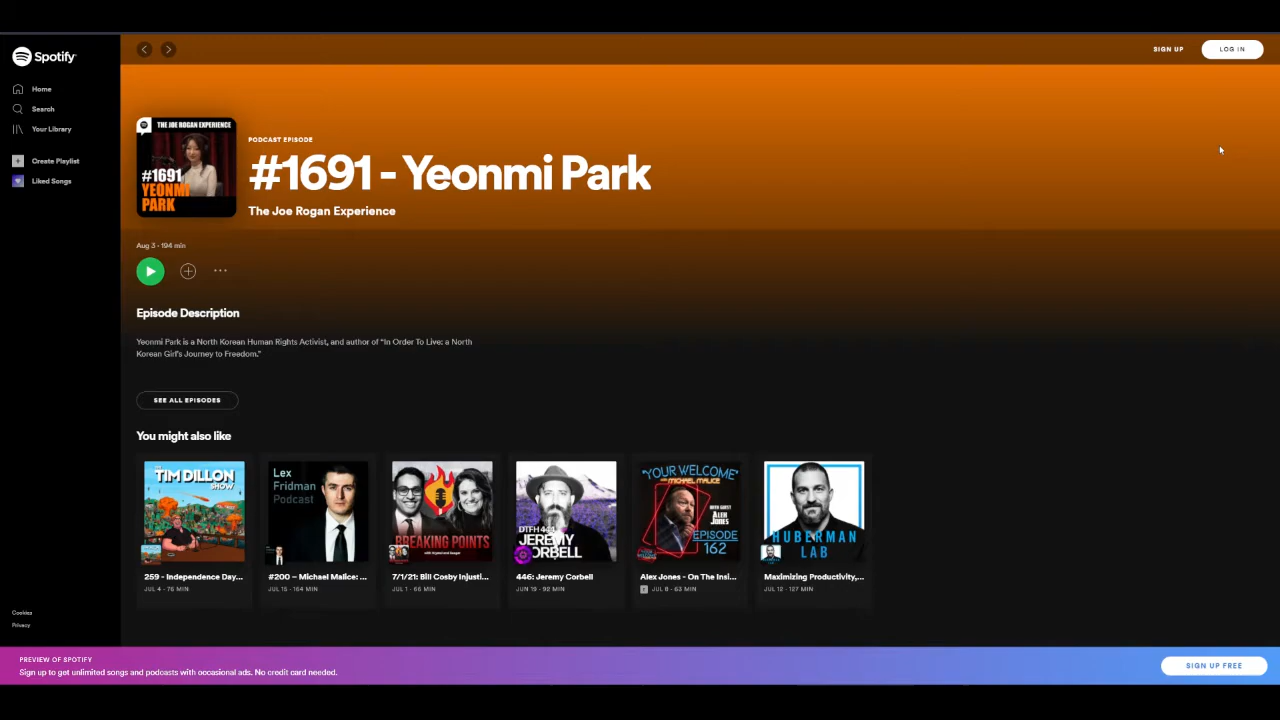 Spotify
SIGN UP
LOG IN
Home
Search
Your Library
Create Playlist
Liked Songs
THE JOE ROGAN EXPERIENCE
#1691
YEONMI
PARK
PODCAST EPISODE
#1691 - Yeonmi Park
The Joe Rogan Experience
Aug 3 · 194 min
Episode Description
Yeonmi Park is a North Korean Human Rights Activist, and author of “In Order To Live: a North
Korean Girl's Journey to Freedom.”
SEE ALL EPISODES
You might also like
TIM DILLON
SHOW
Lex
Fridman
Podcast
BREAKING POINTS
with Krystal and Saagar
DTFH 444
JEREMY
CORBELL
"YOUR WELCOME"
WITH MICHAEL MALICE
WITH GUEST
ALEX
JONES
EPISODE
162
HUBERMAN
LAB
259 - Independence Day...
#200 – Michael Malice: ...
7/1/21: Bill Cosby Injusti...
446: Jeremy Corbell
Alex Jones - On The Insi...
Maximizing Productivity,...
JUL 4 · 76 MIN
JUL 15 · 164 MIN
JUL 1 · 66 MIN
JUN 19 · 92 MIN
JUL 8 · 63 MIN
JUL 12 · 127 MIN
Cookies
Privacy
PREVIEW OF SPOTIFY
Sign up to get unlimited songs and podcasts with occasional ads. No credit card needed.
SIGN UP FREE